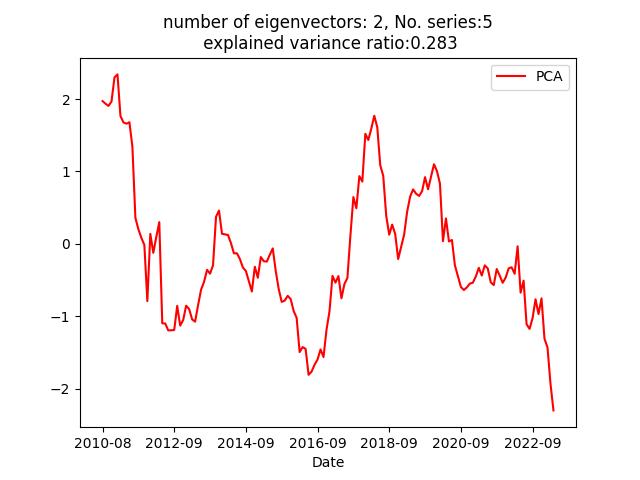 number of eigenvectors: 2, No. series:5
explained variance ratio:0.283
PCA
2
1
0
−1
−2
2010-08 2012-09 2014-09 2016-09 2018-09 2020-09 2022-09
Date